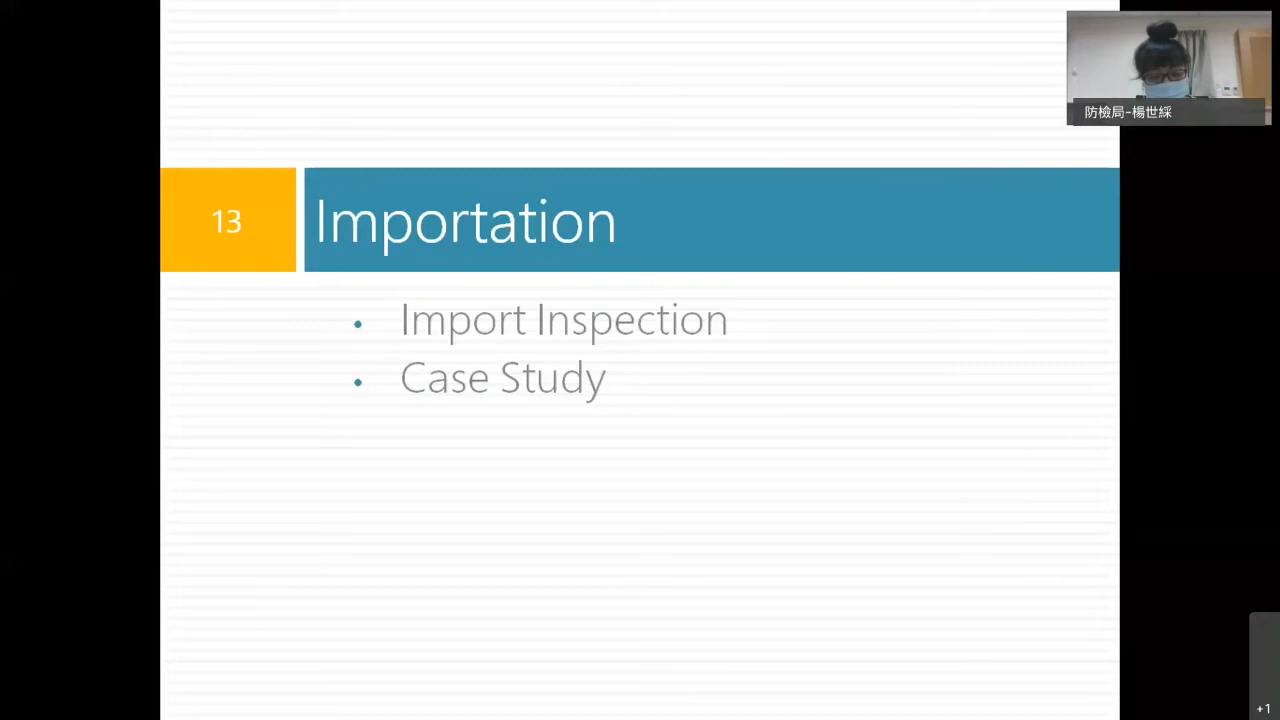 防檢局-楊世綵
13
Importation
• Import Inspection
• Case Study
+1